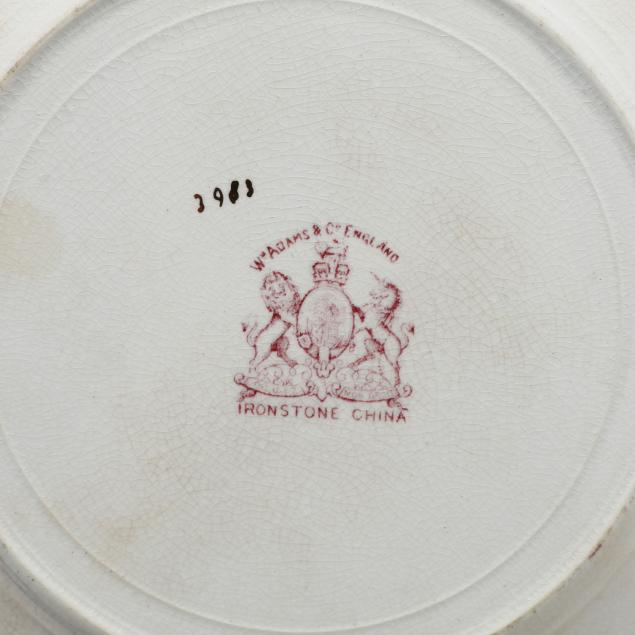 3983
Wm ADAMS & Co ENGLAND
IRONSTONE CHINA